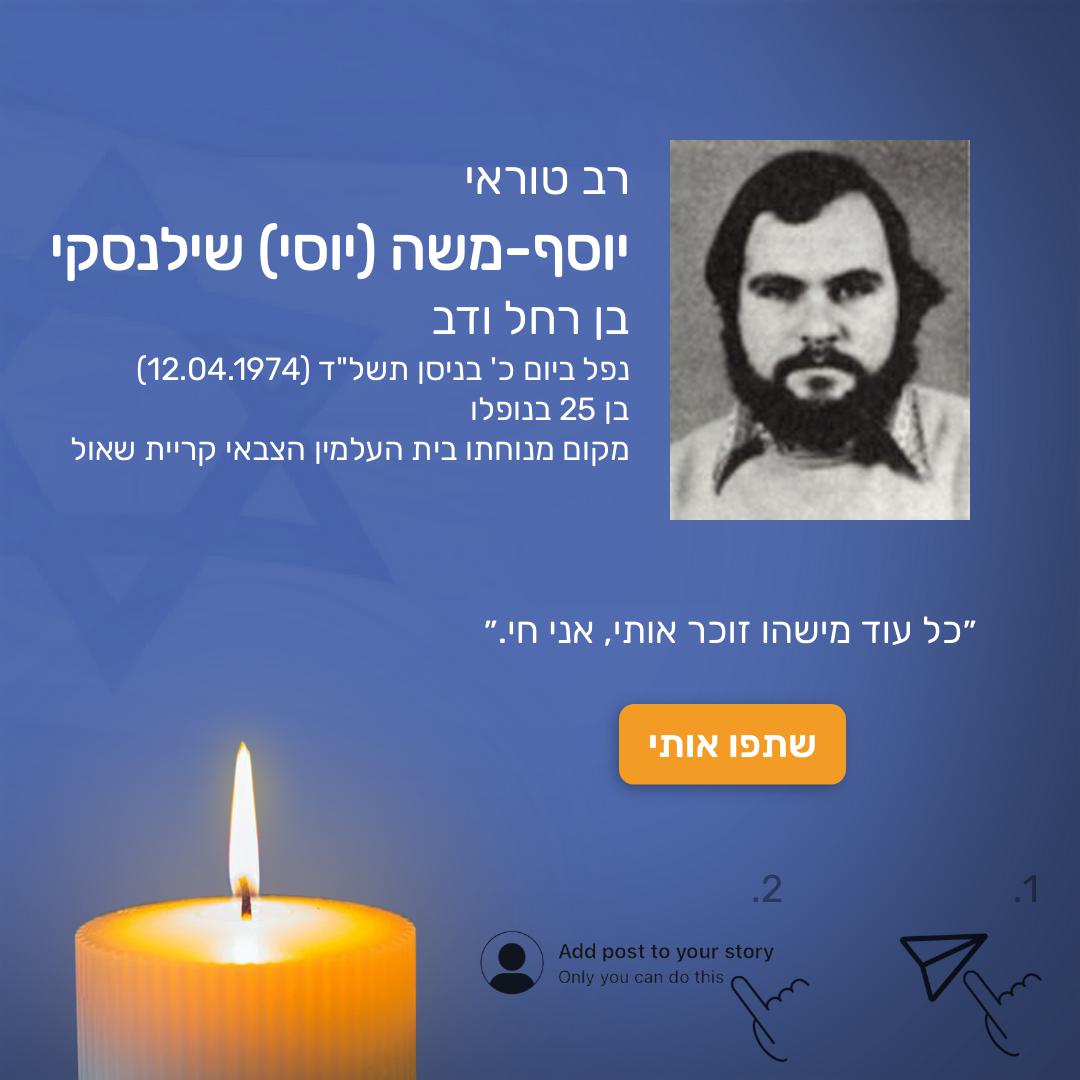 רב טוראי
יוסף-משה (יוסי) שילנסקי
בן רחל ודב
נפל ביום כ' בניסן תשל"ד (12.04.1974)
בן 25 בנופלו
מקום מנוחתו בית העלמין הצבאי קריית שאול
״כל עוד מישהו זוכר אותי, אני חי.״
שתפו אותי
1.
2.
Add post to your story
Only you can do this